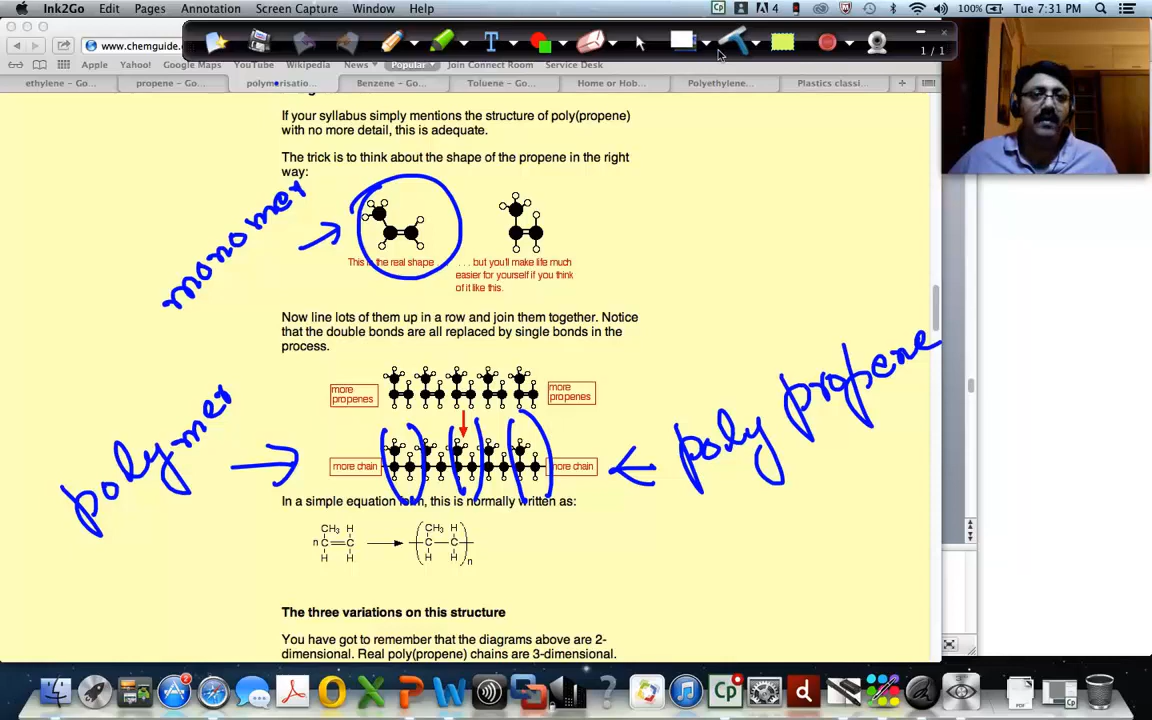 Ink2Go Edit Pages Annotation Screen Capture Window Help
4 100% Tue 7:31 PM
www.chemguide.
1 / 1
Apple Yahoo! Google Maps YouTube Wikipedia News Popular Join Connect Room Service Desk
ethylene – Go... propene – Go... polymerisatio... Benzene – Go... Toluene – Go... Home or Hob... Polyethylene... Plastics classi...
If your syllabus simply mentions the structure of poly(propene)
with no more detail, this is adequate.
The trick is to think about the shape of the propene in the right
way:
monomer
This is the real shape . . . but you'll make life much
easier for yourself if you think
of it like this.
Now line lots of them up in a row and join them together. Notice
that the double bonds are all replaced by single bonds in the
process.
more
propenes
more
propenes
polymer
poly propene
more chain
more chain
In a simple equation form, this is normally written as:
CH3 H
n C C
H H
CH3 H
C C
H H
n
The three variations on this structure
You have got to remember that the diagrams above are 2-
dimensional. Real poly(propene) chains are 3-dimensional.